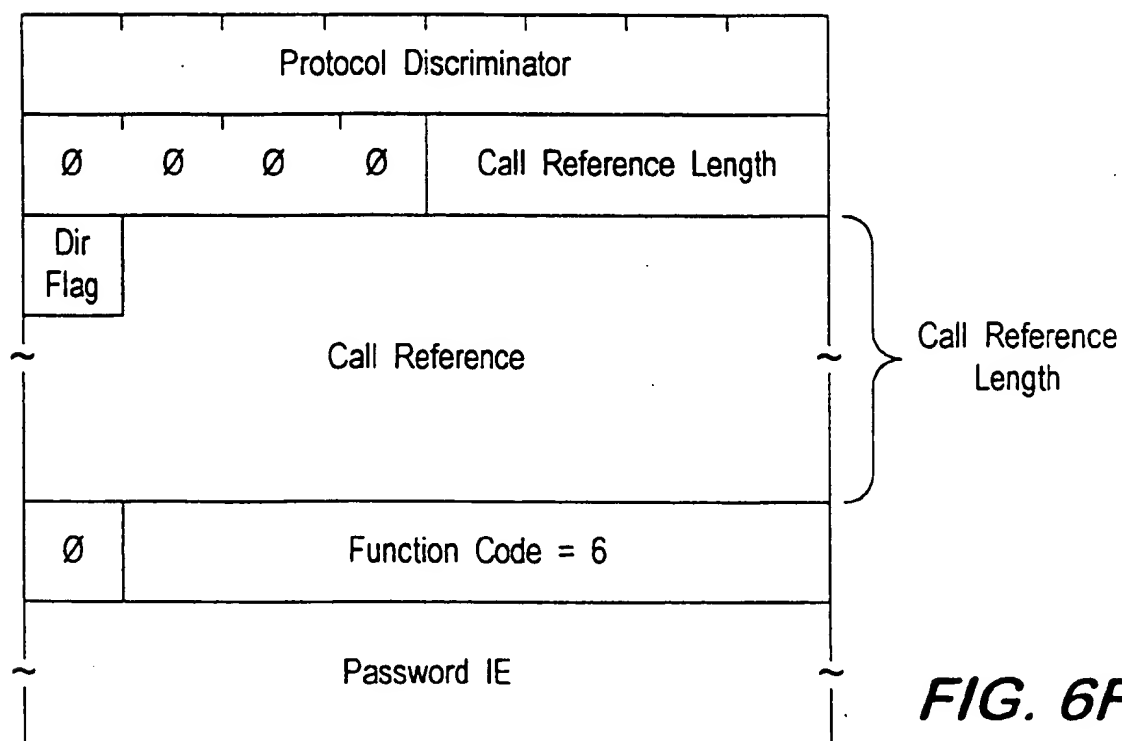 Protocol Discriminator
Ø Ø Ø Ø Call Reference Length
Dir
Flag
Call Reference
Call Reference
Length
Ø Function Code = 6
Password IE
FIG. 6F